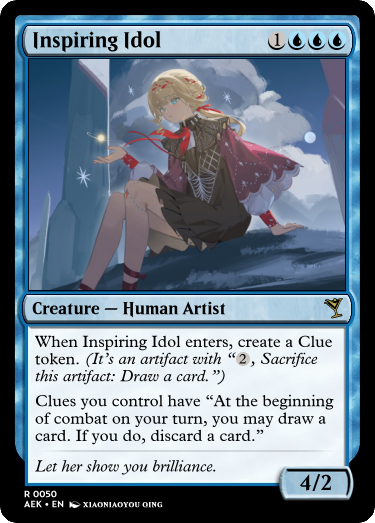 Inspiring Idol 1
Creature — Human Artist
When Inspiring Idol enters, create a Clue
token. (It's an artifact with “2, Sacrifice
this artifact: Draw a card.”)
Clues you control have “At the beginning
of combat on your turn, you may draw a
card. If you do, discard a card.”
Let her show you brilliance.
4/2
R 0050
AEK • EN XIAONIAOYOU QING